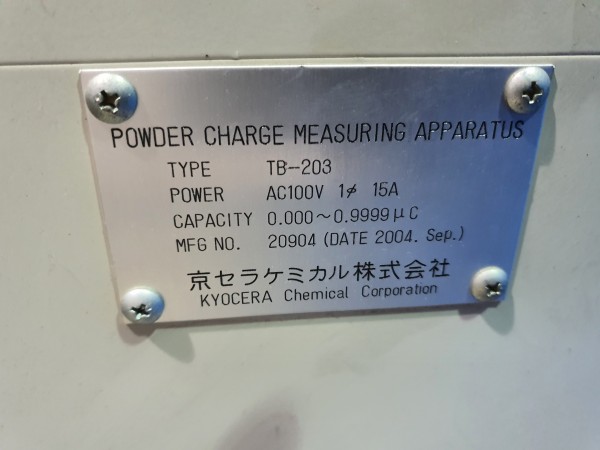 POWDER CHARGE MEASURING APPARATUS
TYPE TB-203
POWER AC100V 1φ 15A
CAPACITY 0.000～0.9999μC
MFG NO. 20904 (DATE 2004. Sep.)
京セラケミカル株式会社
KYOCERA Chemical Corporation